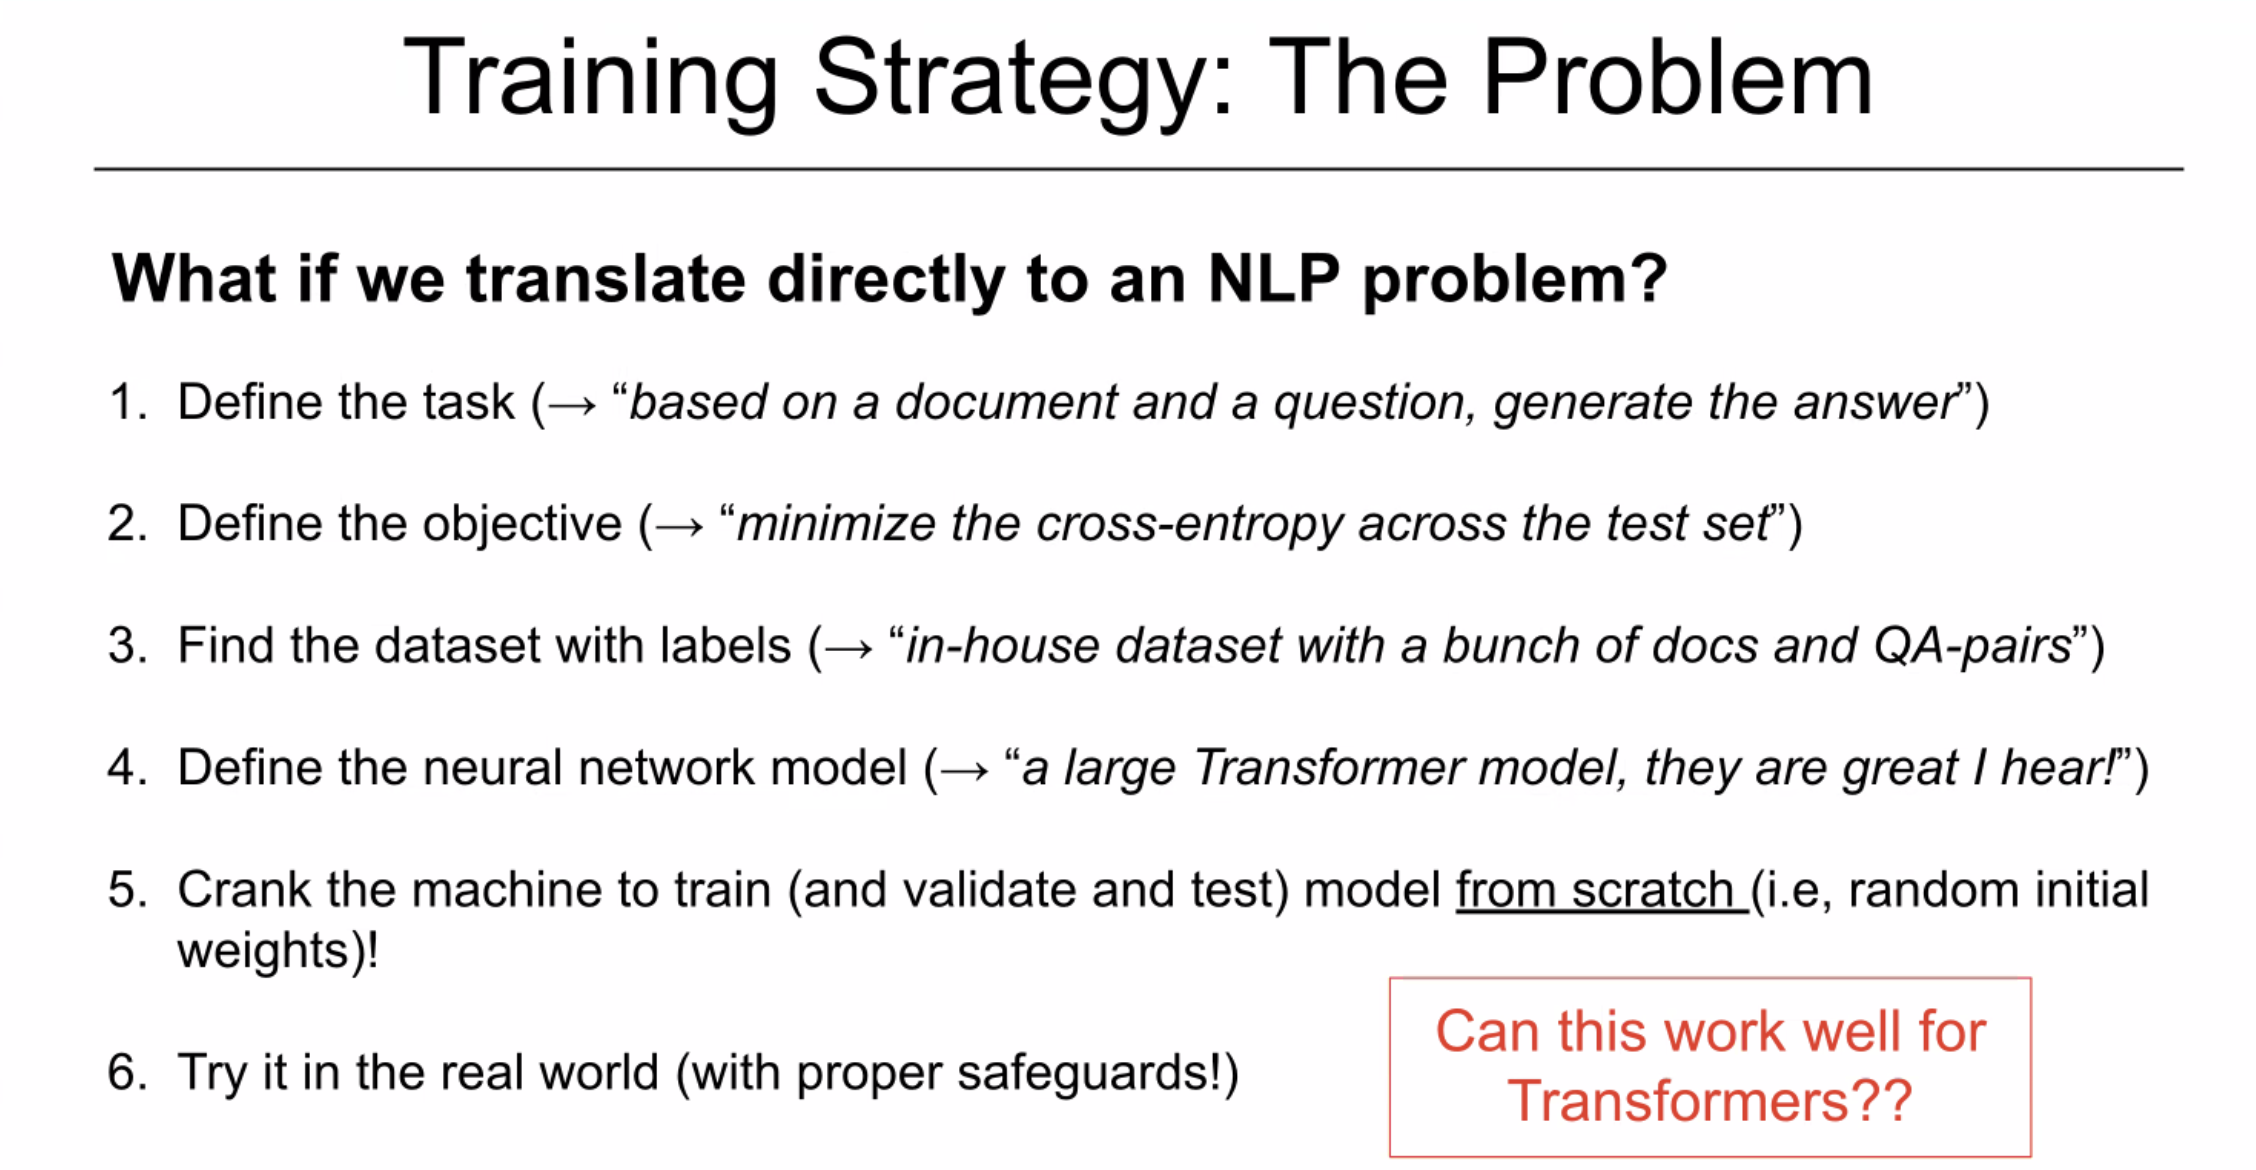 Training Strategy: The Problem
What if we translate directly to an NLP problem?
1. Define the task (→ “based on a document and a question, generate the answer”)
2. Define the objective (→ “minimize the cross-entropy across the test set”)
3. Find the dataset with labels (→ “in-house dataset with a bunch of docs and QA-pairs”)
4. Define the neural network model (→ “a large Transformer model, they are great I hear!”)
5. Crank the machine to train (and validate and test) model from scratch (i.e, random initial
weights)!
6. Try it in the real world (with proper safeguards!)
Can this work well for
Transformers??